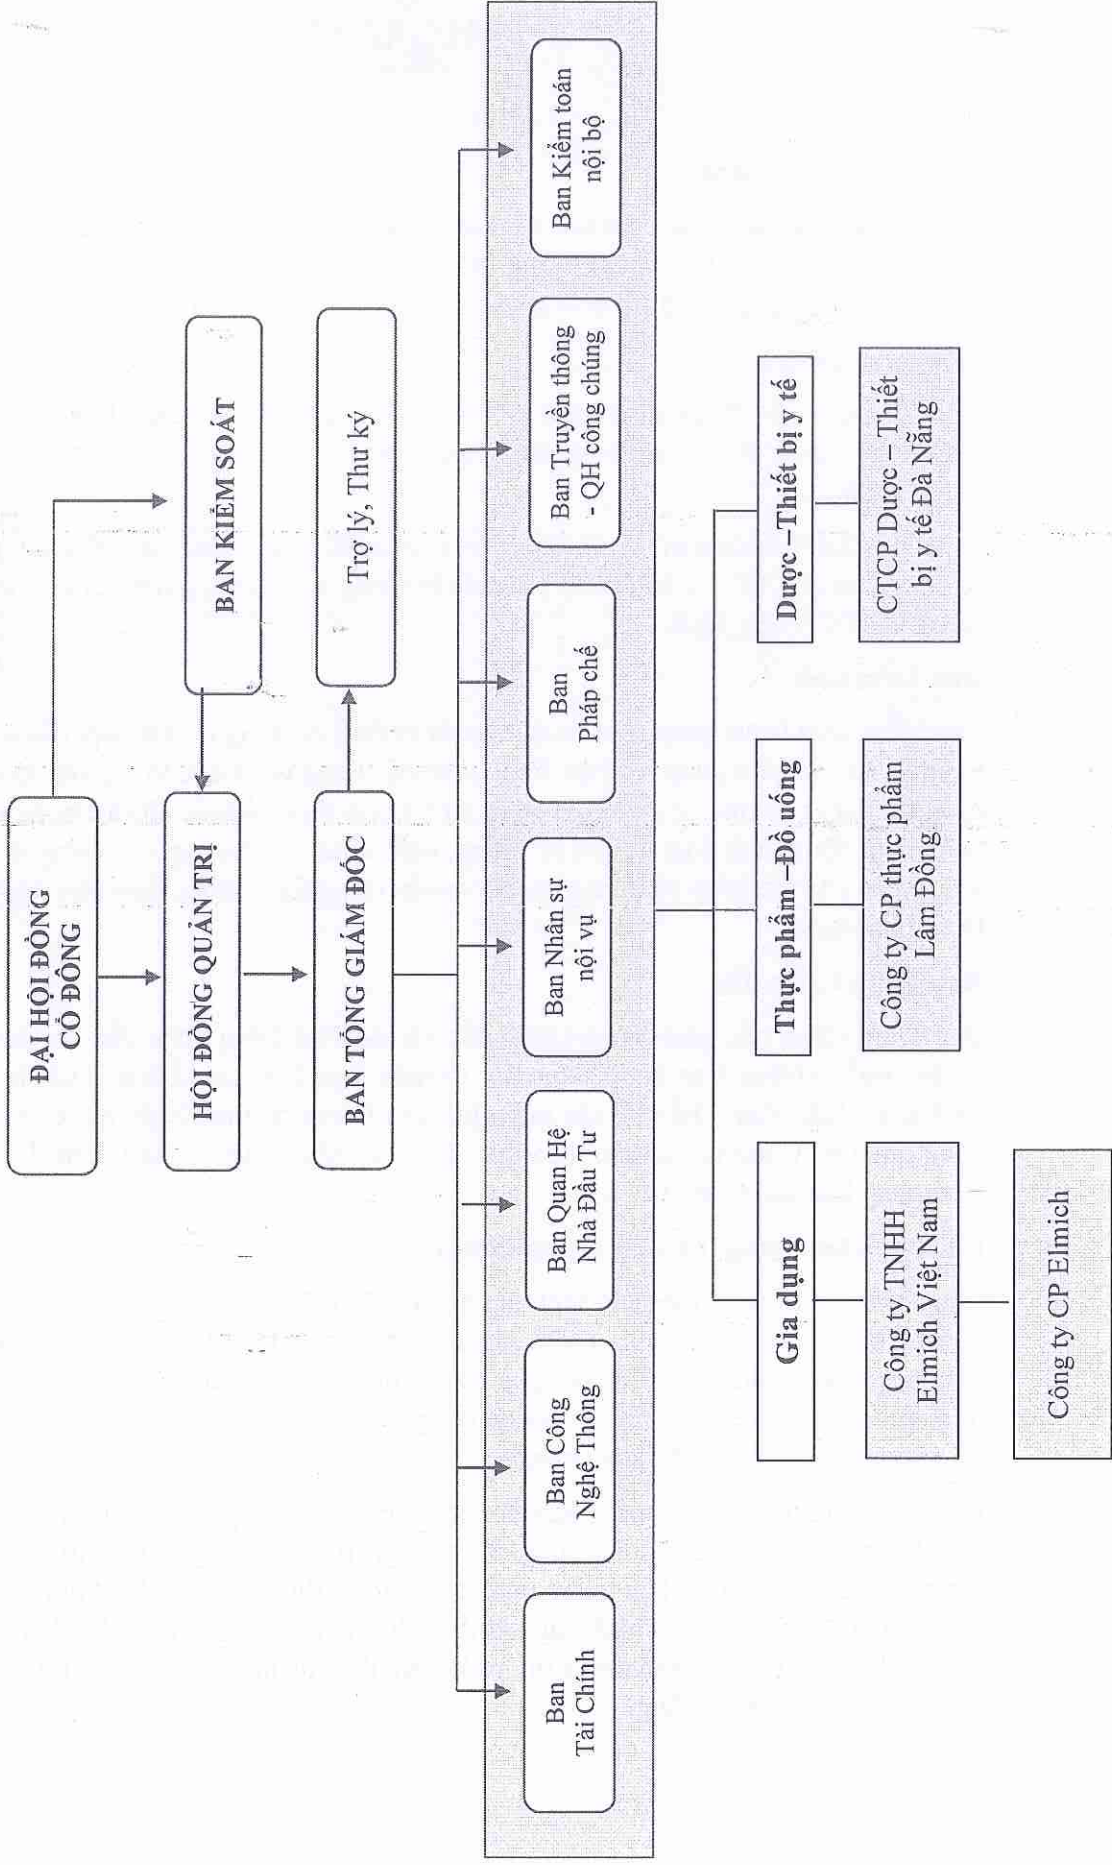 ĐẠI HỘI ĐỒNG
CỔ ĐÔNG
BAN KIỂM SOÁT
HỘI ĐỒNG QUẢN TRỊ
BAN TỔNG GIÁM ĐỐC
Trợ lý, Thư ký
Ban
Tài Chính
Ban Công
Nghệ Thông
Ban Quan Hệ
Nhà Đầu Tư
Ban Nhân sự
nội vụ
Ban
Pháp chế
Ban Truyền thông
- QH công chúng
Ban Kiểm toán
nội bộ
Gia dụng
Thực phẩm –Đồ uống
Dược –Thiết bị y tế
Công ty TNHH
Elmich Việt Nam
Công ty CP thực phẩm
Lâm Đồng
CTCP Dược – Thiết
bị y tế Đà Nẵng
Công ty CP Elmich